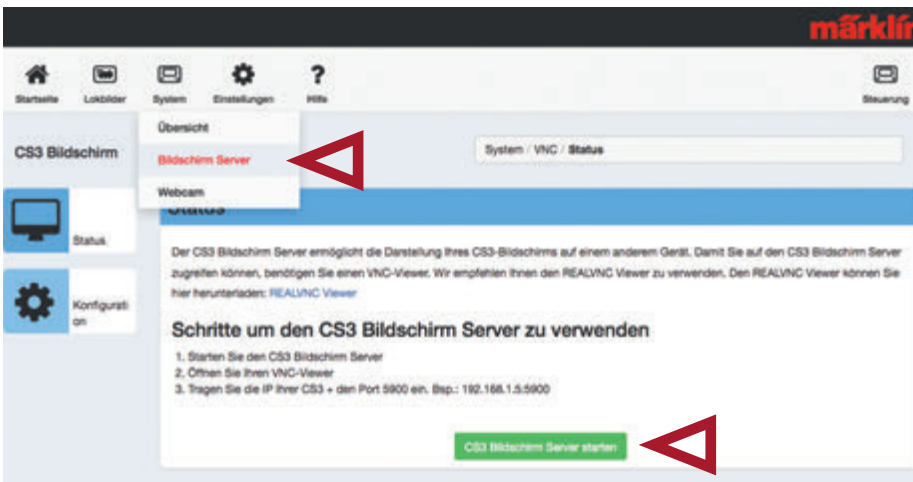 märklin
Startseite Lokbilder System Einstellungen Hilfe Steuerung
Übersicht
CS3 Bildschirm
Bildschirm Server
System / VNC / Status
Webcam
Status
Status
Der CS3 Bildschirm Server ermöglicht die Darstellung Ihres CS3-Bildschirms auf einem anderem Gerät. Damit Sie auf den CS3 Bildschirm Server
zugreifen können, benötigen Sie einen VNC-Viewer. Wir empfehlen Ihnen den REALVNC Viewer zu verwenden. Den REALVNC Viewer können Sie
hier herunterladen: REALVNC Viewer
Konfigurati
on
Schritte um den CS3 Bildschirm Server zu verwenden
1. Starten Sie den CS3 Bildschirm Server
2. Öffnen Sie Ihren VNC-Viewer
3. Tragen Sie die IP Ihrer CS3 + den Port 5900 ein. Bsp.: 192.168.1.5:5900
CS3 Bildschirm Server starten